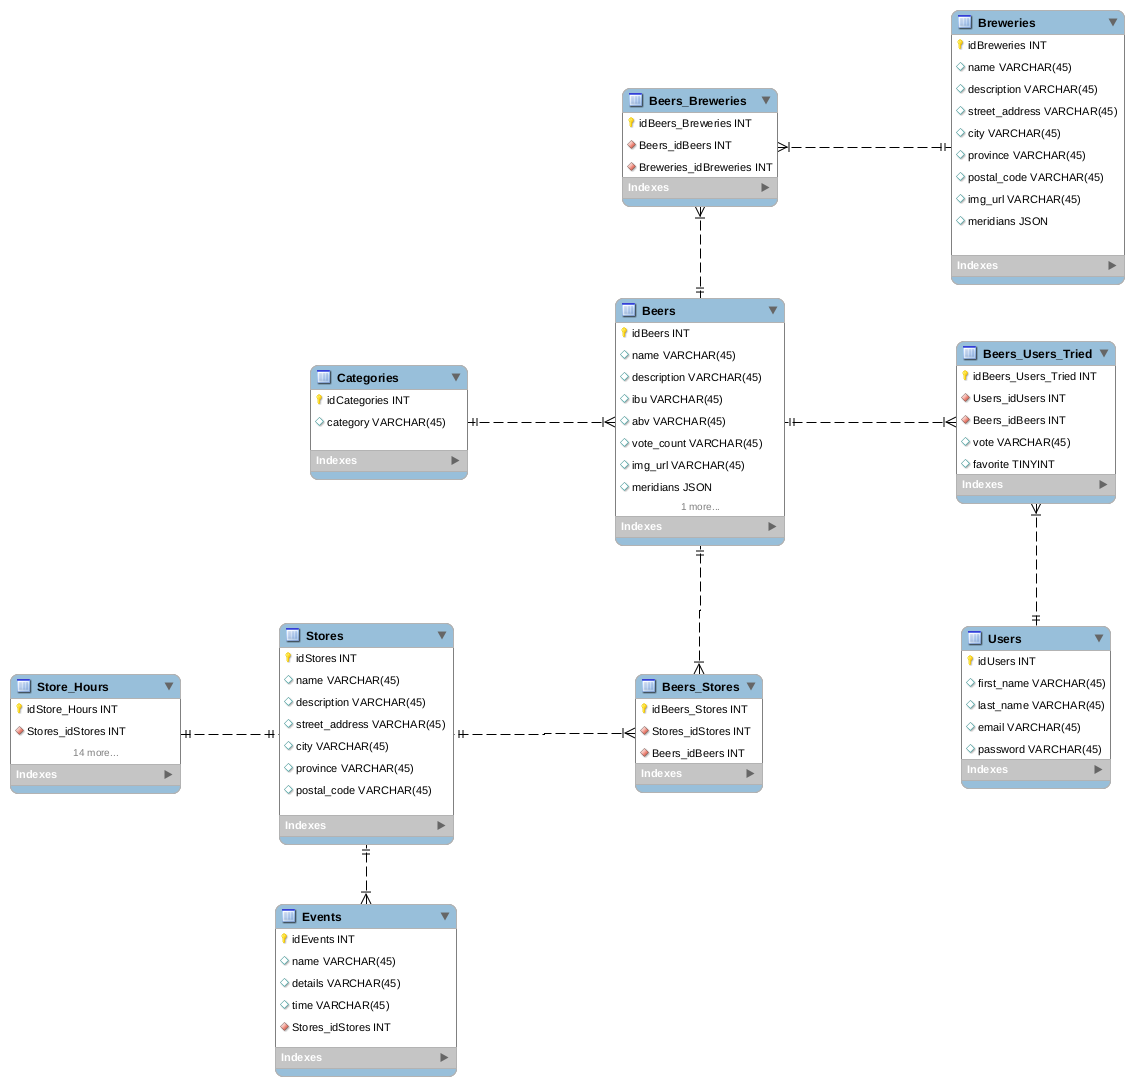 Breweries
idBreweries INT
name VARCHAR(45)
description VARCHAR(45)
street_address VARCHAR(45)
city VARCHAR(45)
province VARCHAR(45)
postal_code VARCHAR(45)
img_url VARCHAR(45)
meridians JSON
Indexes
Beers_Breweries
idBeers_Breweries INT
Beers_idBeers INT
Breweries_idBreweries INT
Indexes
Beers
idBeers INT
name VARCHAR(45)
description VARCHAR(45)
ibu VARCHAR(45)
abv VARCHAR(45)
vote_count VARCHAR(45)
img_url VARCHAR(45)
meridians JSON
1 more...
Indexes
Categories
idCategories INT
category VARCHAR(45)
Indexes
Beers_Users_Tried
idBeers_Users_Tried INT
Users_idUsers INT
Beers_idBeers INT
vote VARCHAR(45)
favorite TINYINT
Indexes
Users
idUsers INT
first_name VARCHAR(45)
last_name VARCHAR(45)
email VARCHAR(45)
password VARCHAR(45)
Indexes
Stores
idStores INT
name VARCHAR(45)
description VARCHAR(45)
street_address VARCHAR(45)
city VARCHAR(45)
province VARCHAR(45)
postal_code VARCHAR(45)
Indexes
Store_Hours
idStore_Hours INT
Stores_idStores INT
14 more...
Indexes
Beers_Stores
idBeers_Stores INT
Stores_idStores INT
Beers_idBeers INT
Indexes
Events
idEvents INT
name VARCHAR(45)
details VARCHAR(45)
time VARCHAR(45)
Stores_idStores INT
Indexes